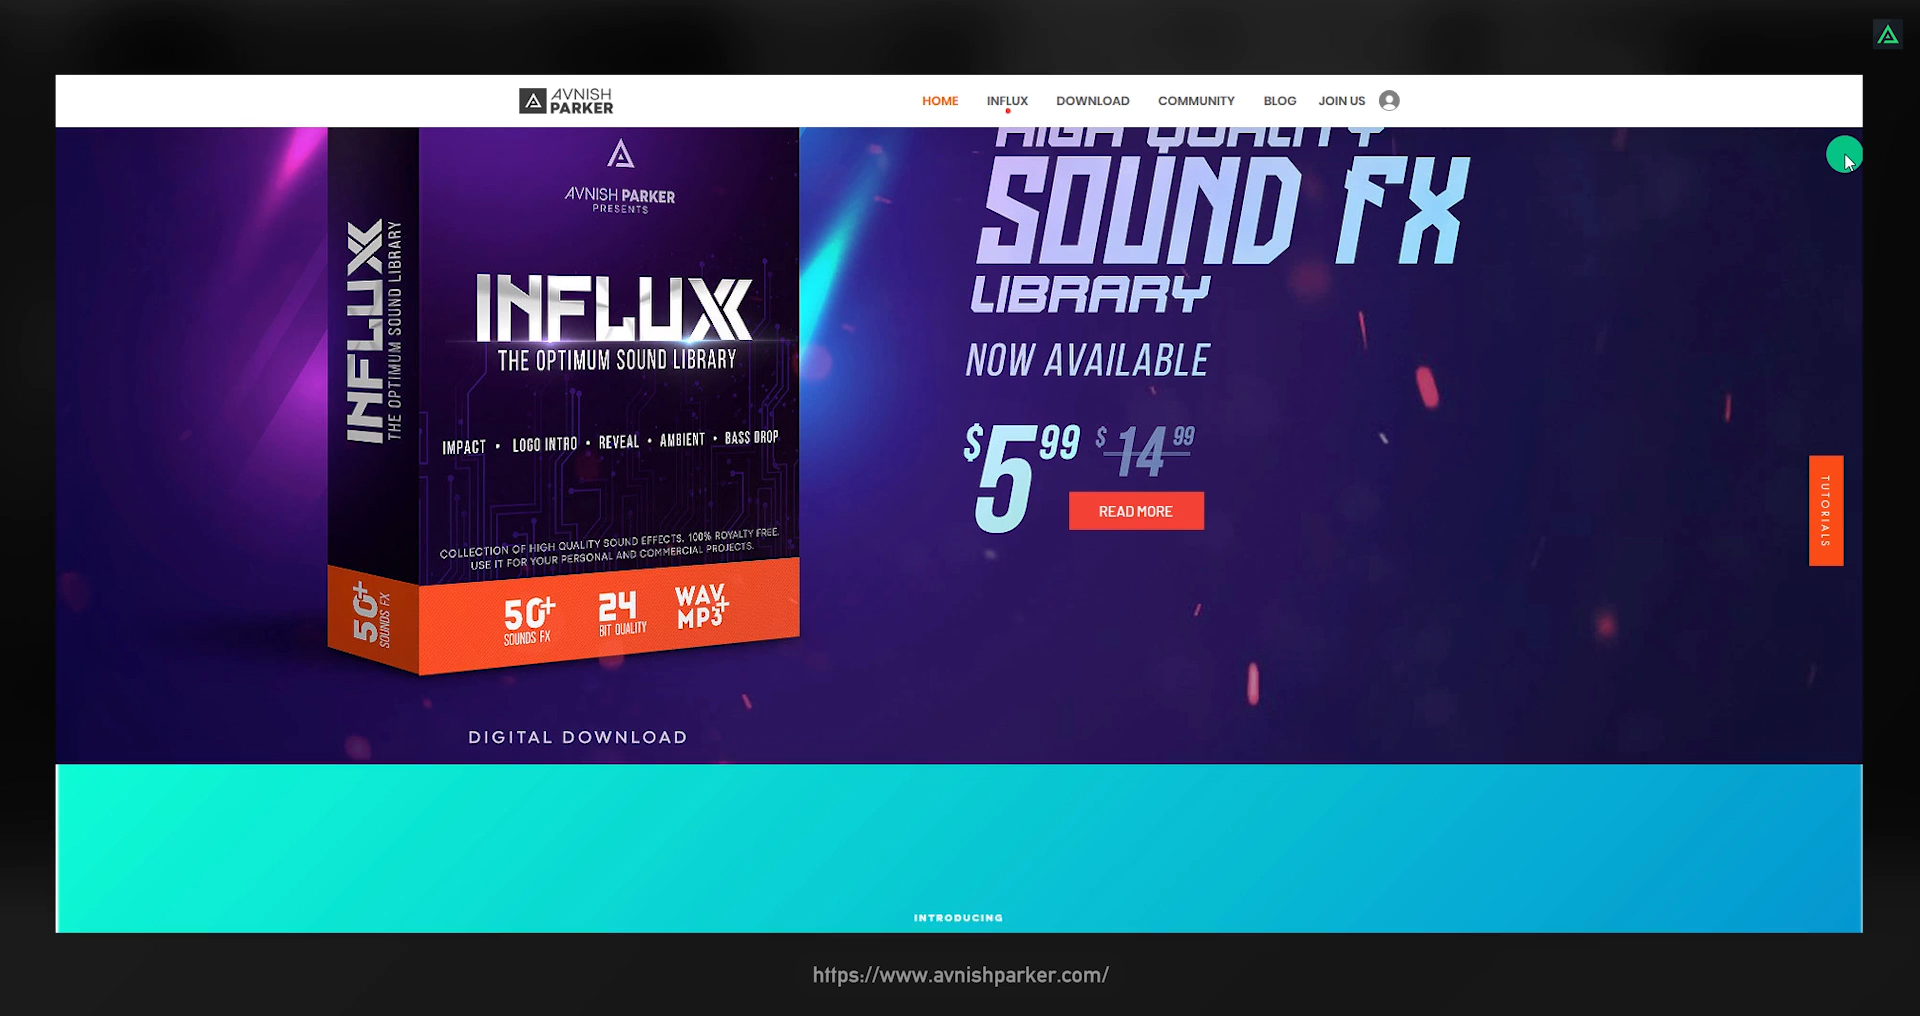 AVNISH
PARKER
HOME
INFLUX
DOWNLOAD
COMMUNITY
BLOG
JOIN US
HIGH QUALITY
SOUND FX
LIBRARY
NOW AVAILABLE
$5 99
$14 99
READ MORE
TUTORIALS
AVNISH PARKER
PRESENTS
INFLUX
THE OPTIMUM SOUND LIBRARY
IMPACT • LOGO INTRO • REVEAL • AMBIENT • BASS DROP
COLLECTION OF HIGH QUALITY SOUND EFFECTS. 100% ROYALTY FREE.
USE IT FOR YOUR PERSONAL AND COMMERCIAL PROJECTS.
50+
SOUNDS FX
24
BIT QUALITY
WAV+
MP3
INFLUX
THE OPTIMUM SOUND LIBRARY
50+
SOUNDS FX
DIGITAL DOWNLOAD
INTRODUCING
https://www.avnishparker.com/